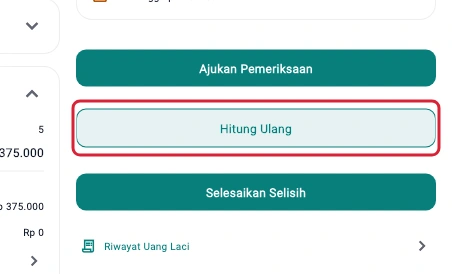 5
375.000
375.000
Rp 0
Ajukan Pemeriksaan
Hitung Ulang
Selesaikan Selisih
Riwayat Uang Laci